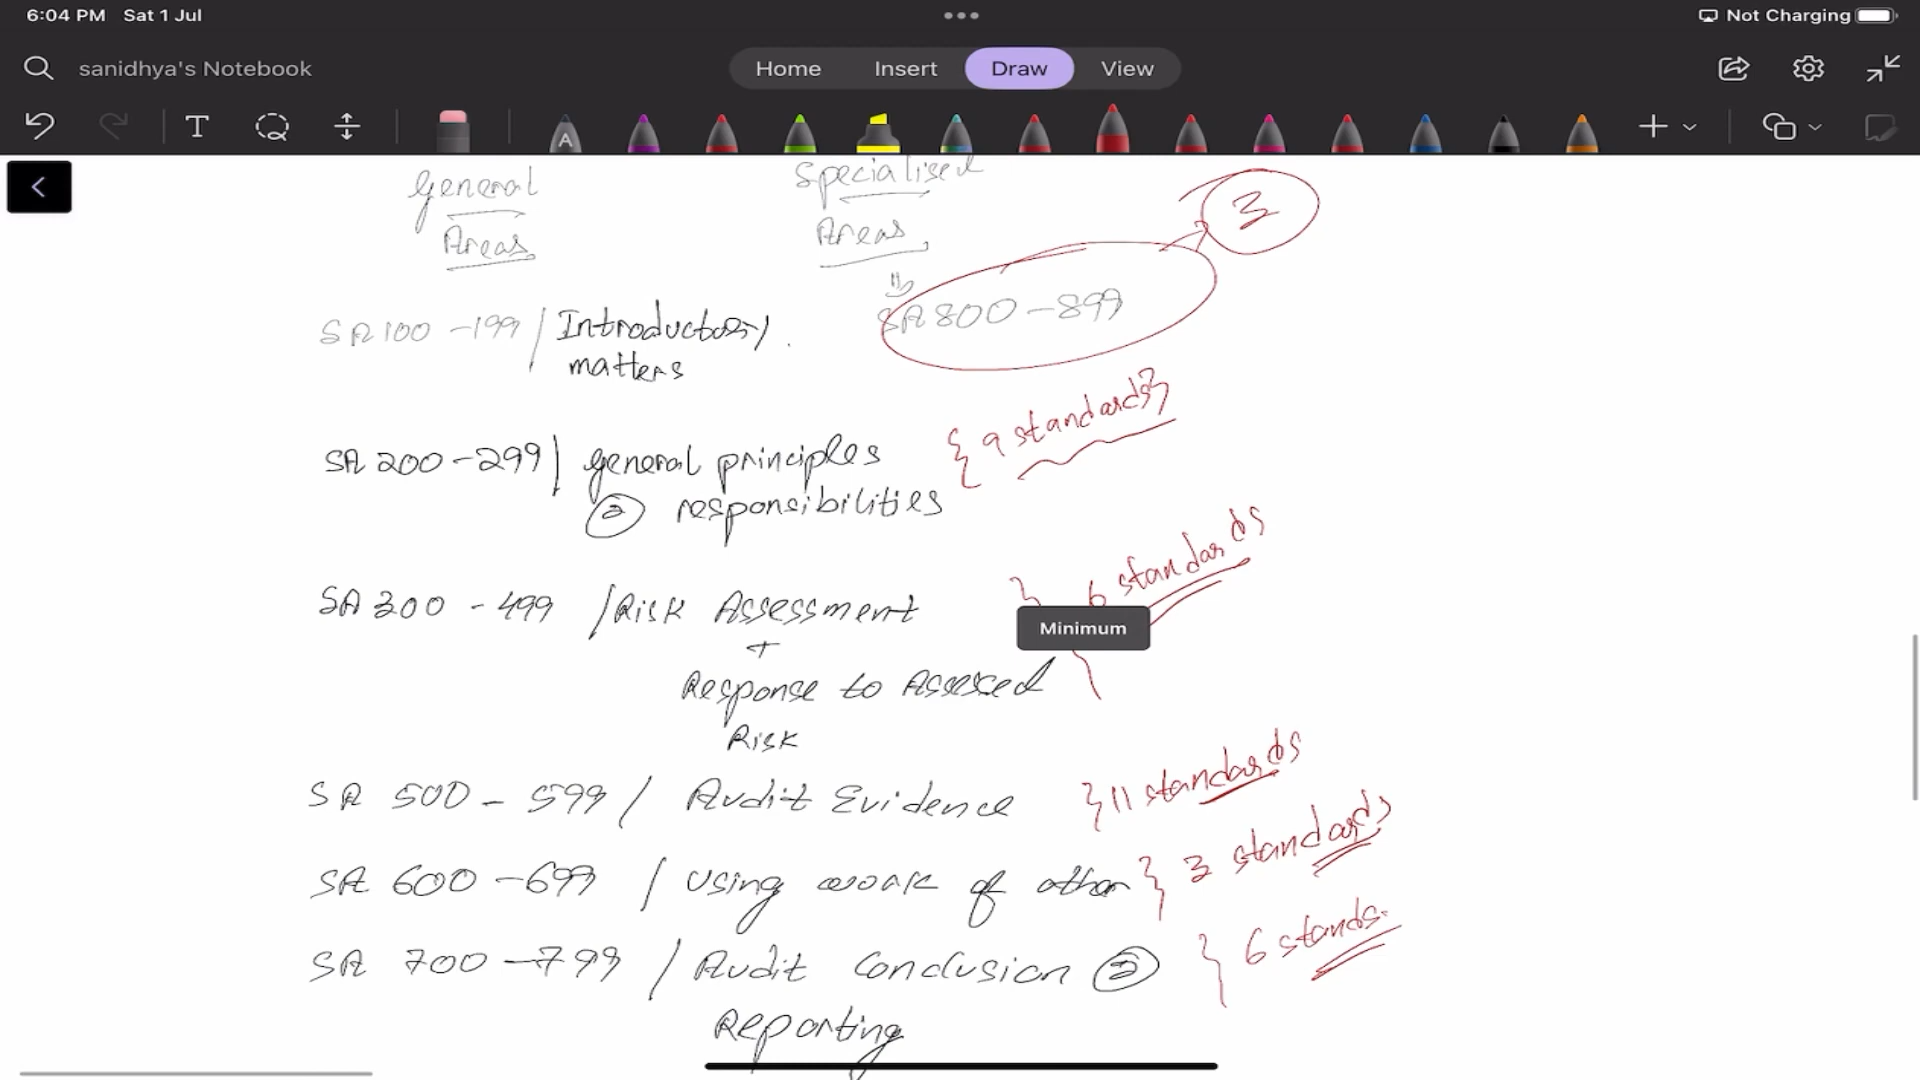 6:04 PM Sat 1 Jul
Not Charging
sanidhya's Notebook
Home Insert Draw View
T
A
general
Areas
Specialised
Areas
3
SA 800 - 899
SA 100 - 199 / Introductory
matters
SA 200 - 299 | general principles
responsibilities
{ 9 standards }
SA 300 - 499 / Risk Assessment
+
Response to Assessed
Risk
} 6 standards
Minimum
SA 500 - 599 / Audit Evidence } 11 standards
SA 600 - 699 / Using work of other } 3 standards
SA 700 - 799 / Audit Conclusion } 6 stands.
Reporting